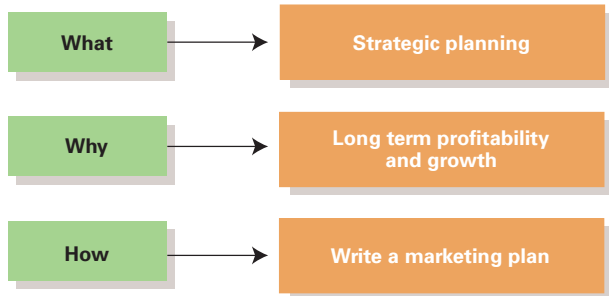 What
Strategic planning
Why
Long term profitability
and growth
How
Write a marketing plan